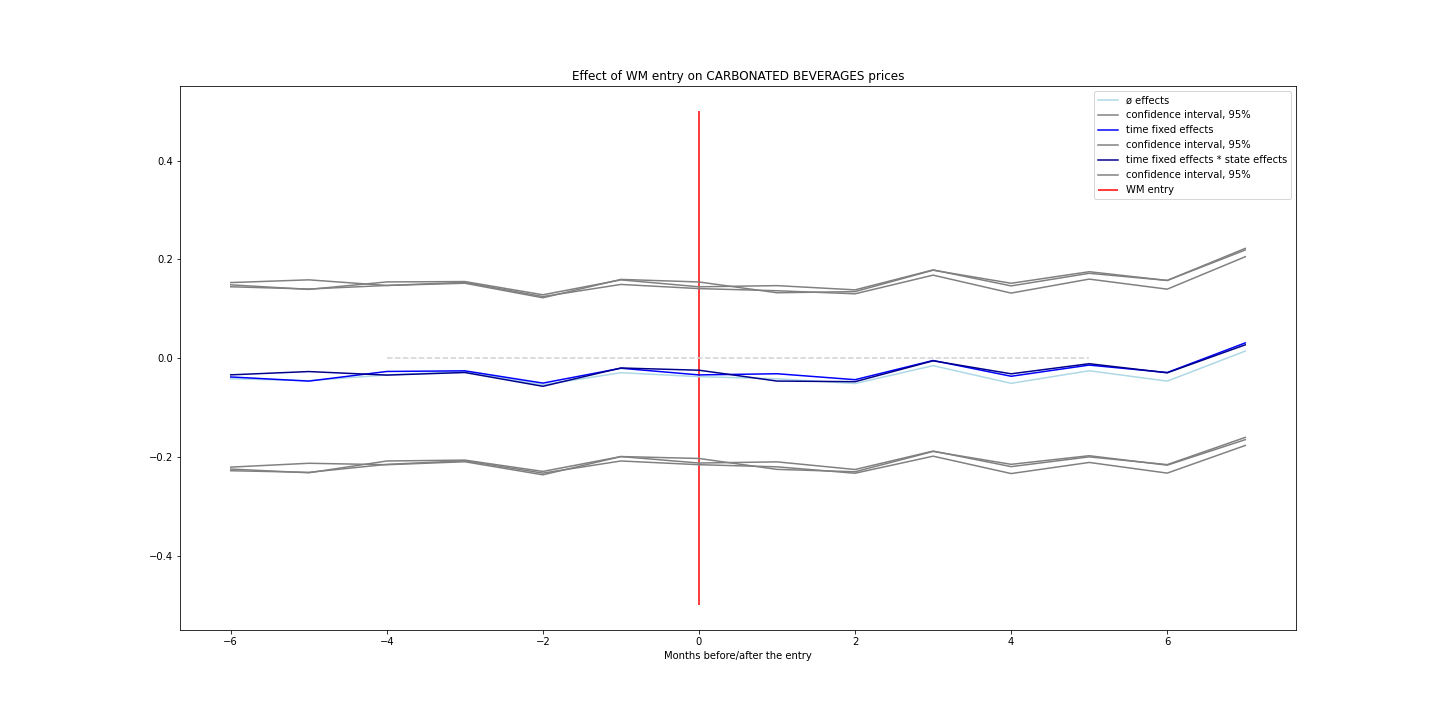 Effect of WM entry on CARBONATED BEVERAGES prices
ø effects
confidence interval, 95%
time fixed effects
confidence interval, 95%
time fixed effects * state effects
confidence interval, 95%
WM entry
0.4
0.2
0.0
−0.2
−0.4
−6
−4
−2
0
2
4
6
Months before/after the entry